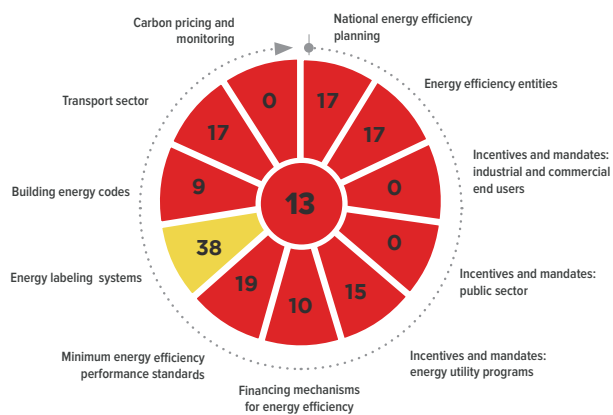 Carbon pricing and
monitoring
National energy efficiency
planning
Energy efficiency entities
Incentives and mandates:
industrial and commercial
end users
Incentives and mandates:
public sector
Incentives and mandates:
energy utility programs
Financing mechanisms
for energy efficiency
Minimum energy efficiency
performance standards
Energy labeling systems
Building energy codes
Transport sector
0
17
17
0
0
15
10
19
38
9
17
13